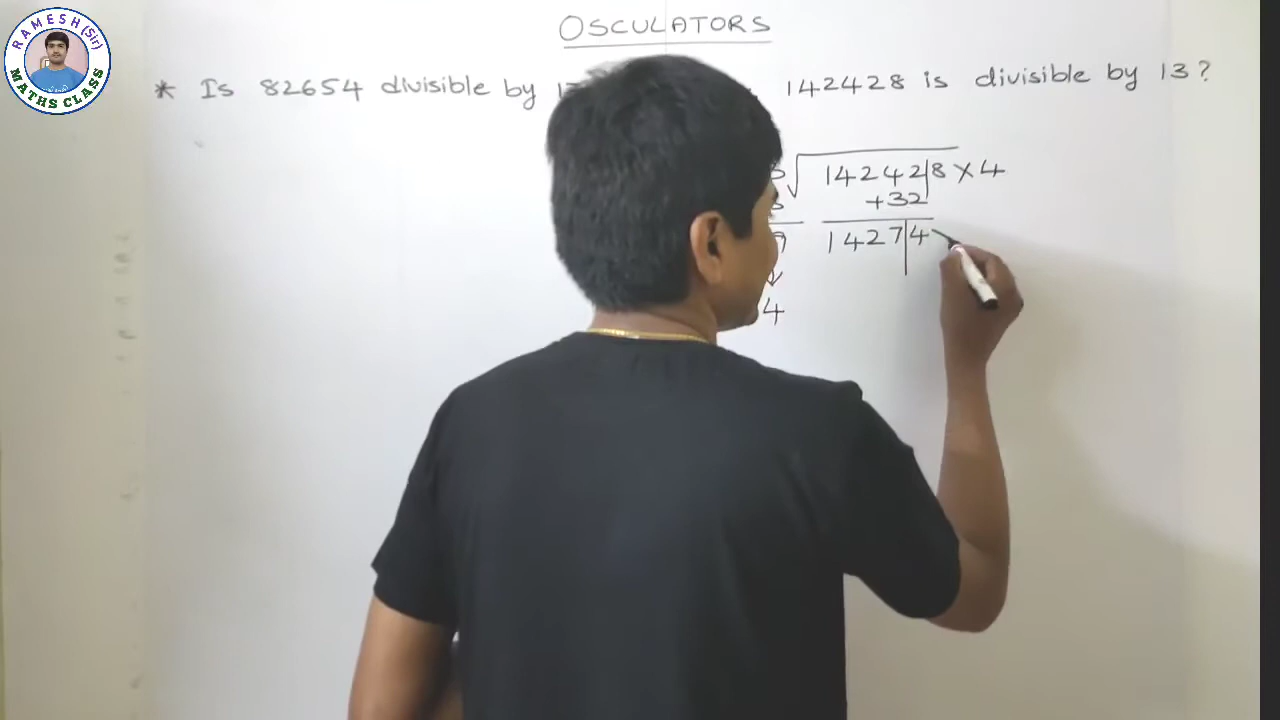 RAMESH (Sir)
MATHS CLASS
OSCULATORS
* Is 82654 divisible by
142428 is divisible by 13?
14242|8 × 4
+32
1427|4
4